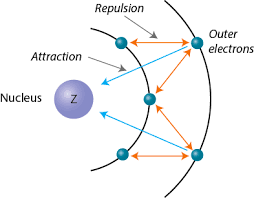 Repulsion
Outer
electrons
Attraction
Nucleus
Z